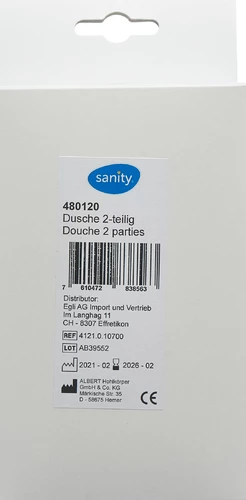 sanity
480120
Dusche 2-teilig
Douche 2 parties
7 610472 838563
Distributor:
Egli AG Import und Vertrieb
Im Langhag 11
CH - 8307 Effretikon
REF 4121.0.10700
LOT AB39552
2021 - 02 2026 - 02
ALBERT Hohlkörper
GmbH & Co. KG
Märkische Str. 35
D - 58675 Hemer
CE